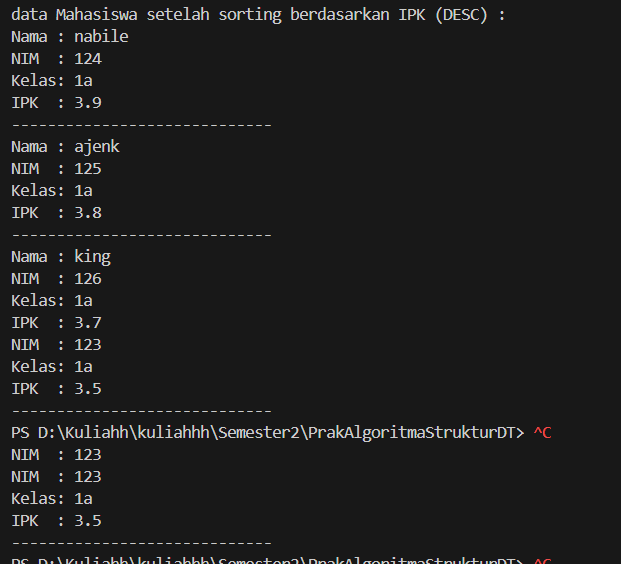 data Mahasiswa setelah sorting berdasarkan IPK (DESC) :
Nama : nabile
NIM  : 124
Kelas: 1a
IPK  : 3.9
-----------------------------
Nama : ajenk
NIM  : 125
Kelas: 1a
IPK  : 3.8
-----------------------------
Nama : king
NIM  : 126
Kelas: 1a
IPK  : 3.7
NIM  : 123
Kelas: 1a
IPK  : 3.5
-----------------------------
PS D:\Kuliahh\kuliahhh\Semester2\PrakAlgoritmaStrukturDT> ^C
NIM  : 123
NIM  : 123
Kelas: 1a
IPK  : 3.5
-----------------------------
PS D:\Kuliahh\kuliahhh\Semester2\PrakAlgoritmaStrukturDT> ^C